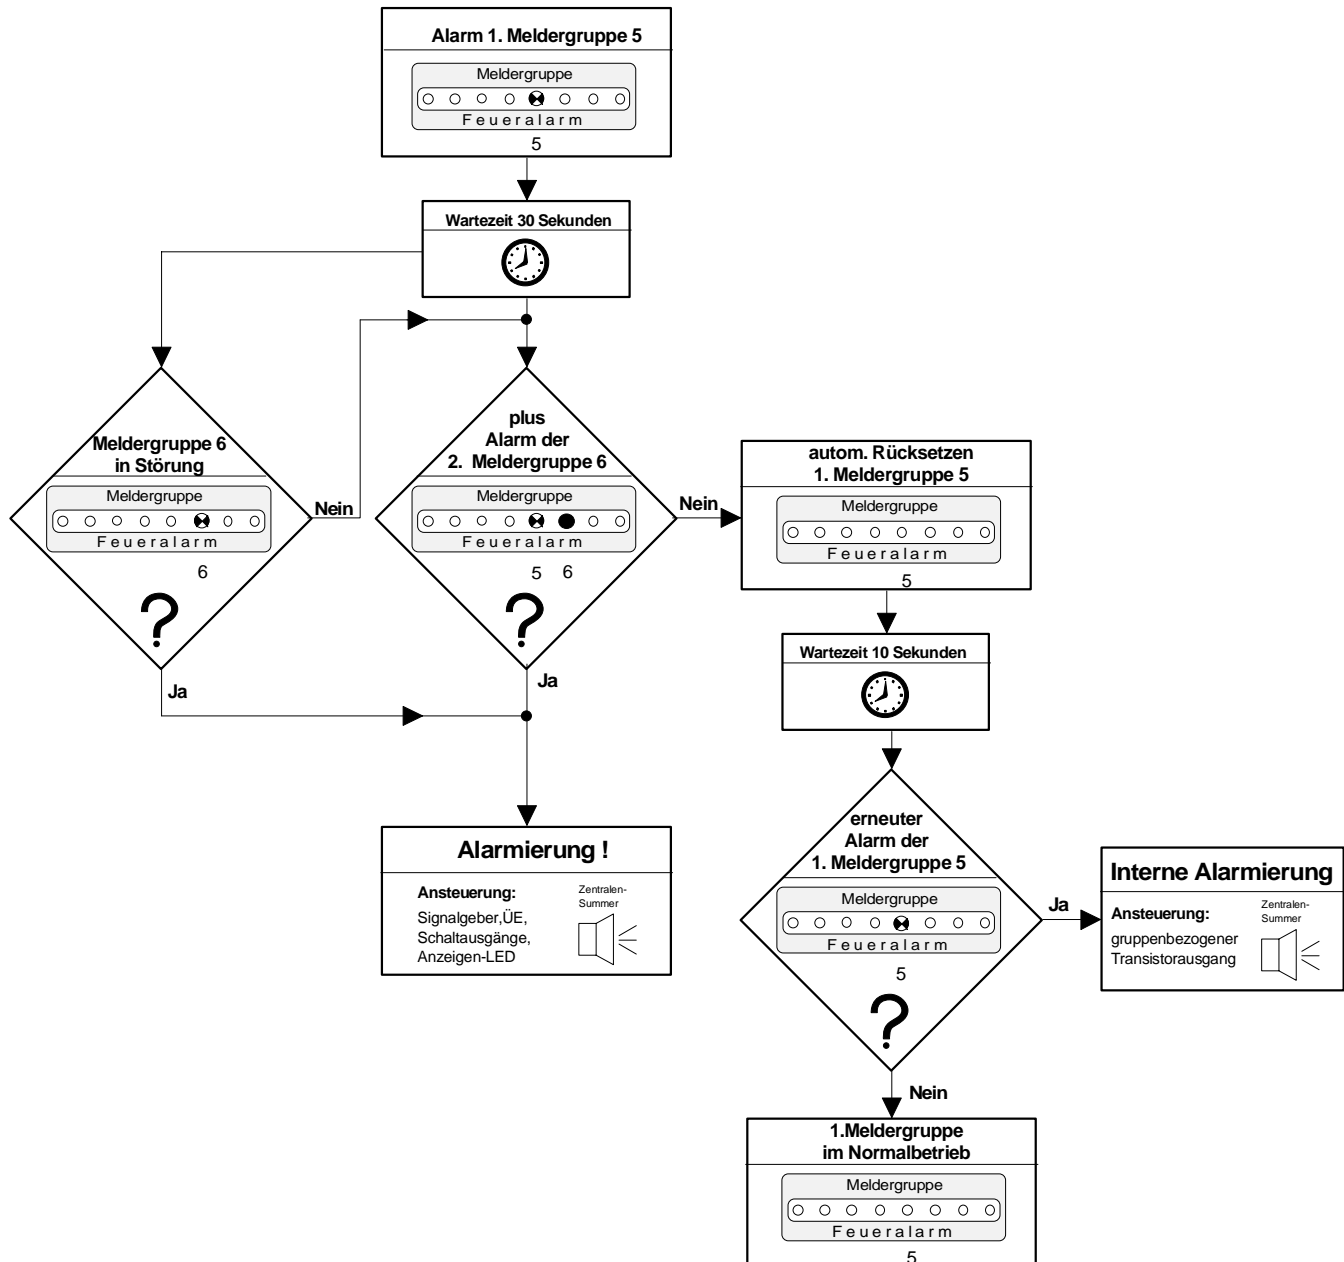 Alarm 1. Meldergruppe 5
Meldergruppe
Feueralarm
5
Wartezeit 30 Sekunden
Meldergruppe 6
in Störung
Meldergruppe
Feueralarm
6
?
Nein
Ja
plus
Alarm der
2. Meldergruppe 6
Meldergruppe
Feueralarm
5 6
?
Nein
Ja
autom. Rücksetzen
1. Meldergruppe 5
Meldergruppe
Feueralarm
5
Wartezeit 10 Sekunden
Alarmierung !
Ansteuerung:
Signalgeber,ÜE,
Schaltausgänge,
Anzeigen-LED
Zentralen-
Summer
erneuter
Alarm der
1. Meldergruppe 5
Meldergruppe
Feueralarm
5
?
Ja
Nein
Interne Alarmierung
Ansteuerung:
gruppenbezogener
Transistorausgang
Zentralen-
Summer
1.Meldergruppe
im Normalbetrieb
Meldergruppe
Feueralarm
5